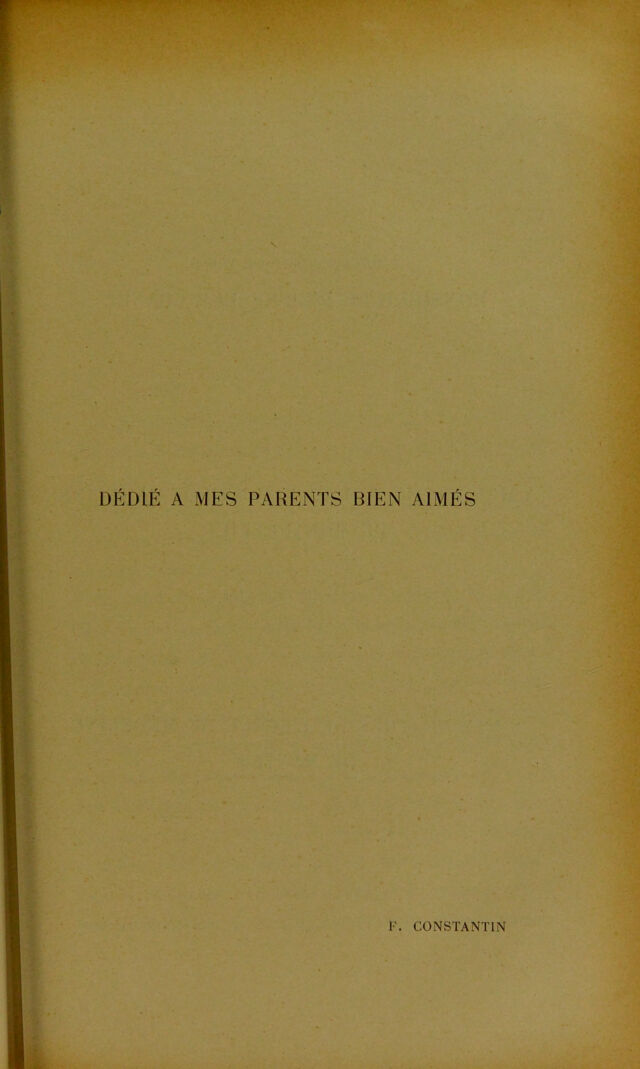 DÉDIÉ A MES PARENTS BIEN AIMÉS
F. CONSTANTIN